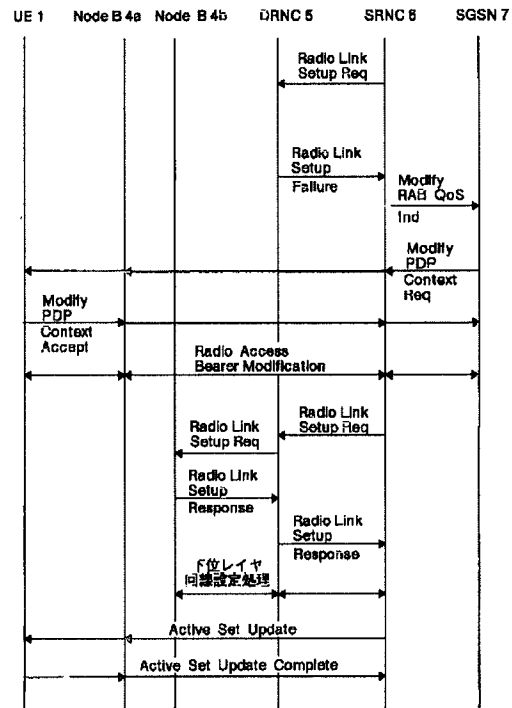 UE 1 Node B 4a Node B 4b DRNC 5 SRNC 6 SGSN 7
Radio Link
Setup Req
Radio Link
Setup
Failure
Modify
RAB QoS
Ind
Modify
PDP
Context
Req
Modify
PDP
Context
Accept
Radio Access
Bearer Modification
Radio Link
Setup Req
Radio Link
Setup Req
Radio Link
Setup
Response
Radio Link
Setup
Response
下位レイヤ
回線設定処理
Active Set Update
Active Set Update Complete